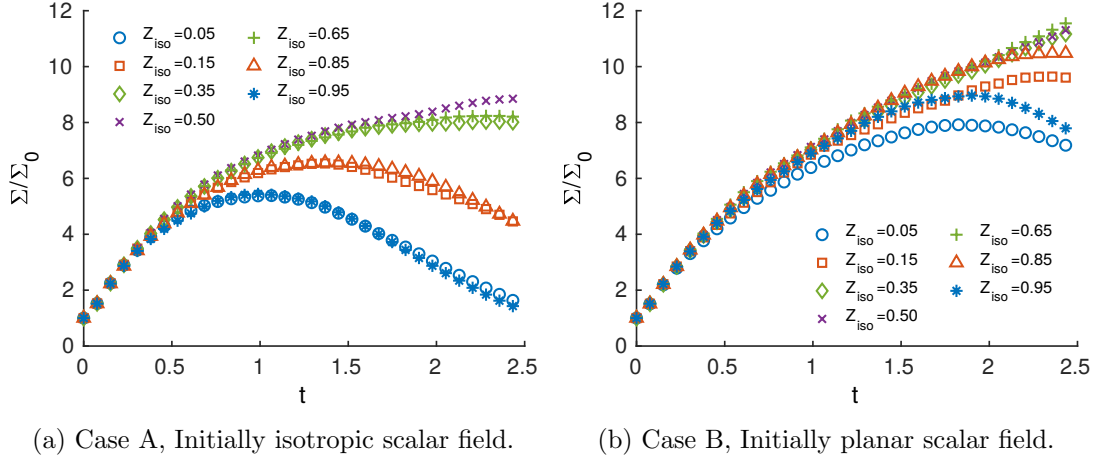 12
10
8
6
4
2
0
Σ/Σ0
Ziso=0.05
Ziso=0.15
Ziso=0.35
Ziso=0.50
Ziso=0.65
Ziso=0.85
Ziso=0.95
0 0.5 1 1.5 2 2.5
t
(a) Case A, Initially isotropic scalar field.
12
10
8
6
4
2
0
Σ/Σ0
Ziso=0.05
Ziso=0.15
Ziso=0.35
Ziso=0.50
Ziso=0.65
Ziso=0.85
Ziso=0.95
0 0.5 1 1.5 2 2.5
t
(b) Case B, Initially planar scalar field.